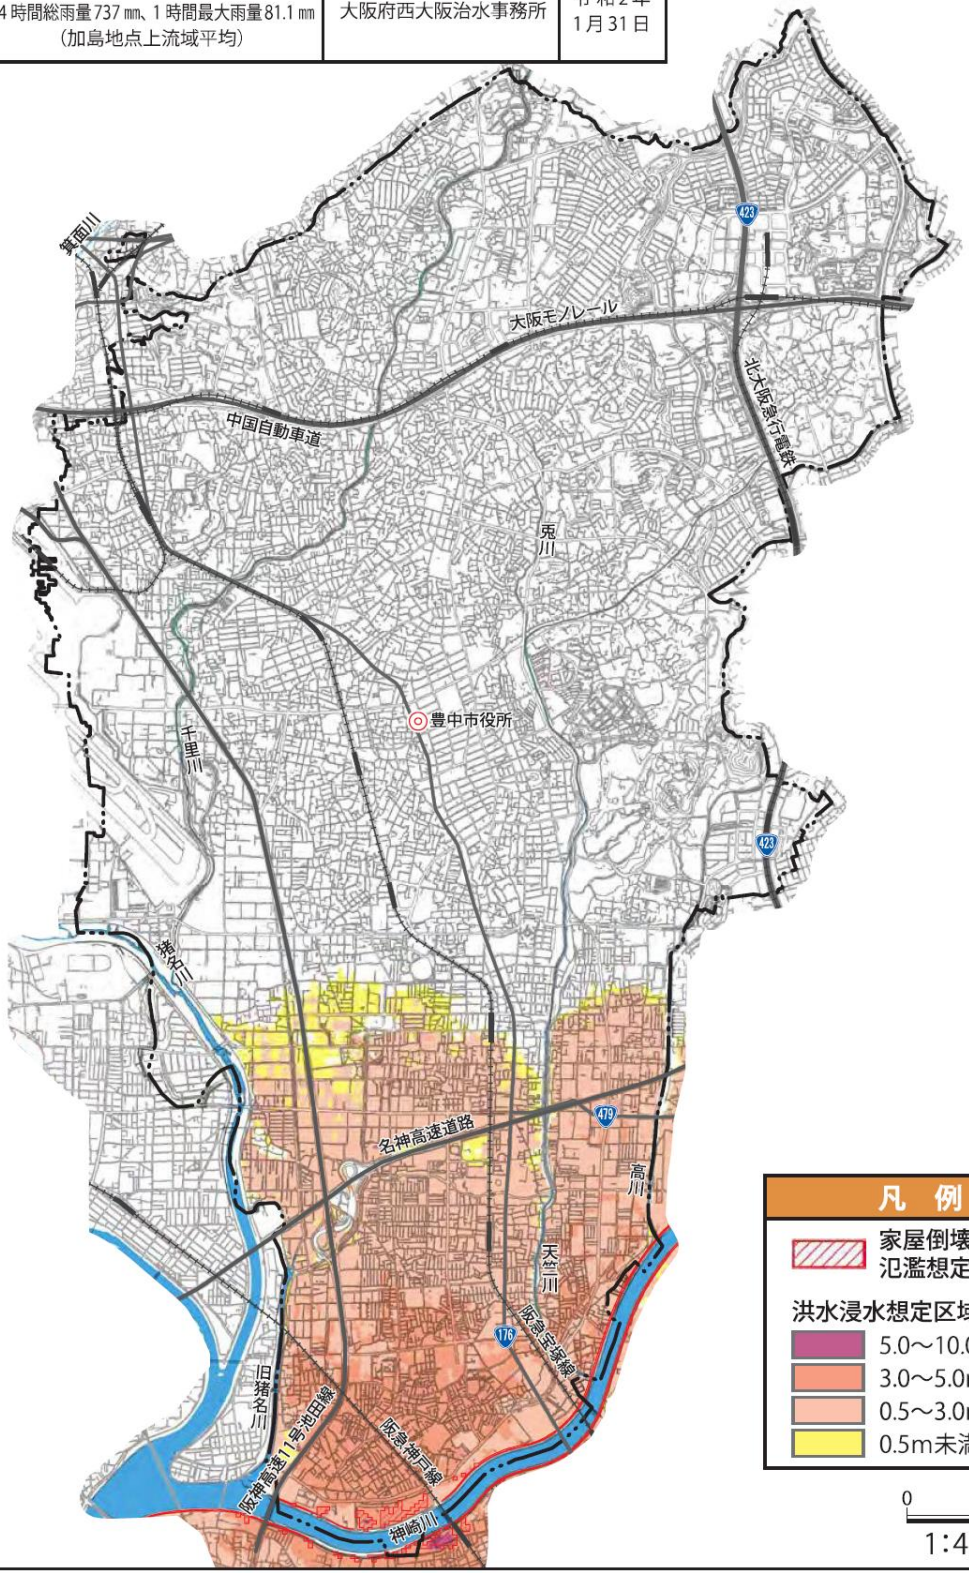 4時間総雨量737㎜、1時間最大雨量81.1㎜
(加島地点上流域平均)
大阪府西大阪治水事務所
1月31日
箕面川
423
大阪モノレール
中国自動車道
北大阪急行電鉄
兎川
豊中市役所
千里川
423
猪名川
479
名神高速道路
高川
天竺川
176
阪急宝塚線
旧猪名川
阪神高速11号池田線
阪急神戸線
神崎川
凡 例
家屋倒壊
氾濫想定
洪水浸水想定区域
5.0～10.0
3.0～5.0m
0.5～3.0m
0.5m未満
0
1:4